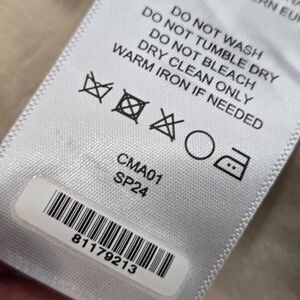 DO NOT WASH
DO NOT TUMBLE DRY
DO NOT BLEACH
DRY CLEAN ONLY
WARM IRON IF NEEDED
CMA01
SP24
81179213